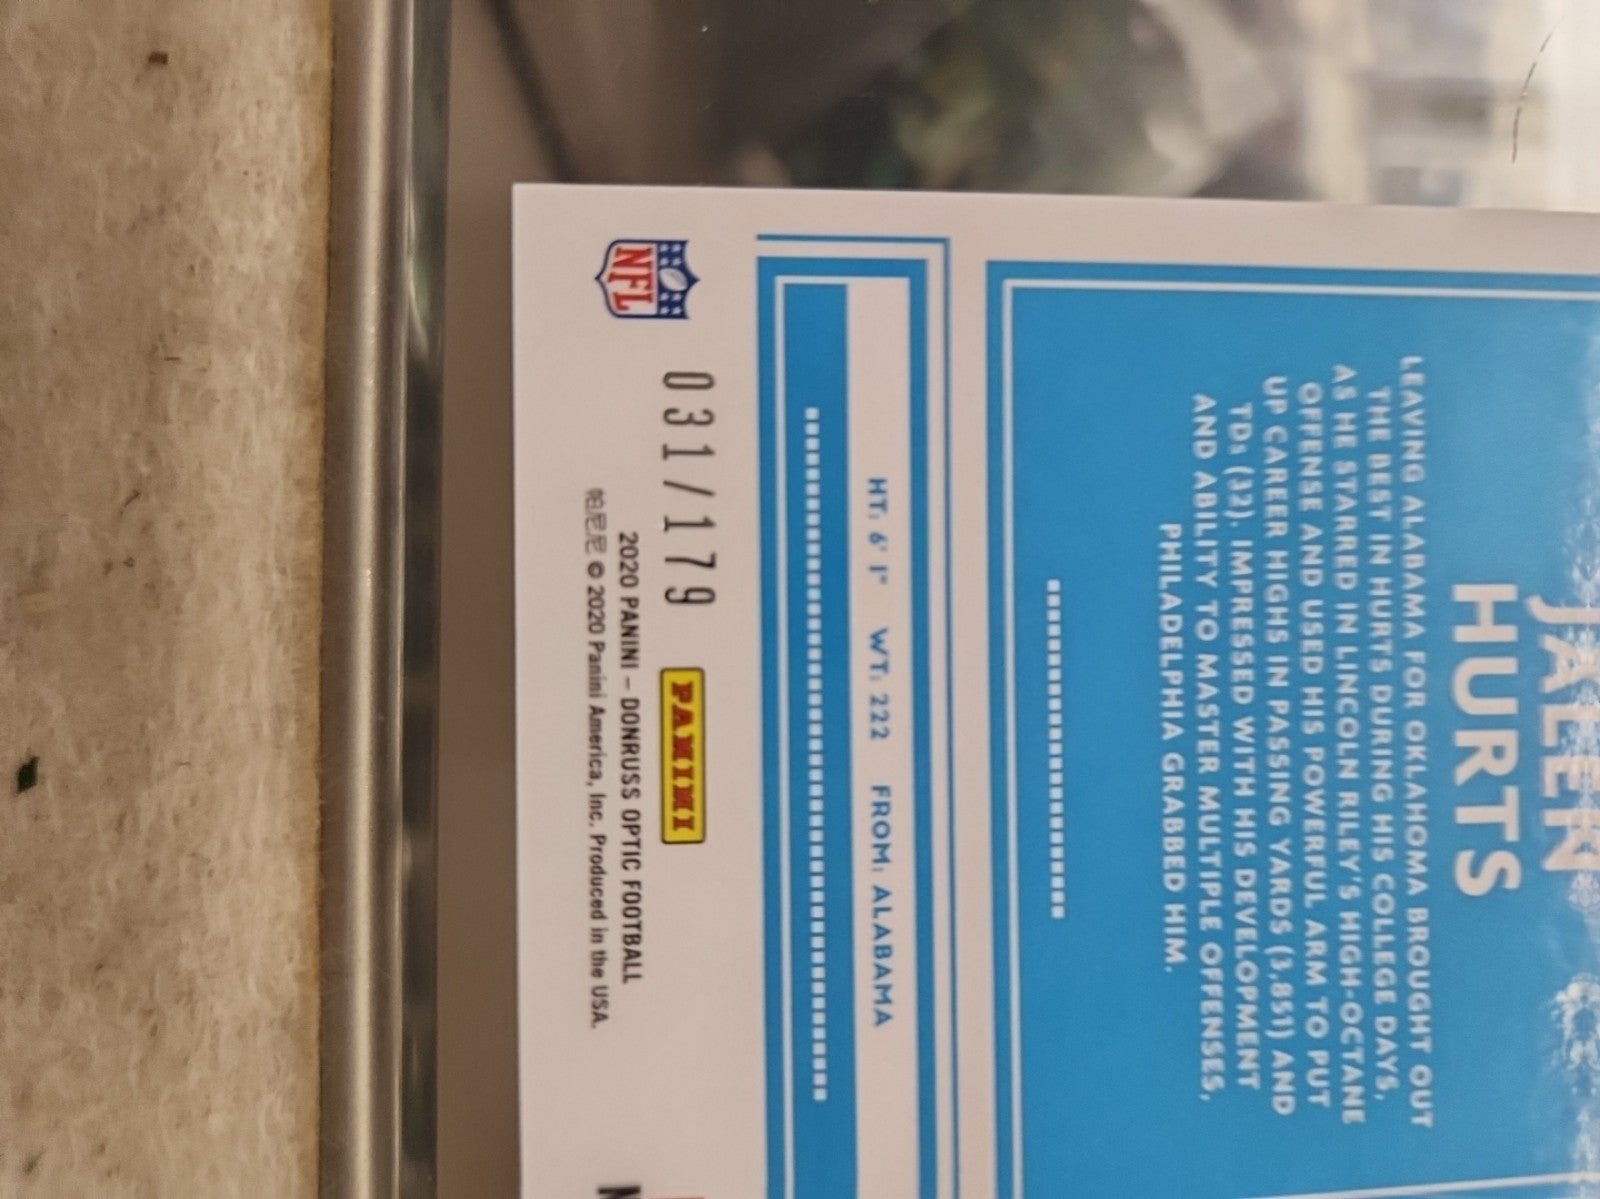 JALEN
HURTS
LEAVING ALABAMA FOR OKLAHOMA BROUGHT OUT
THE BEST IN HURTS DURING HIS COLLEGE DAYS,
AS HE STARRED IN LINCOLN RILEY'S HIGH-OCTANE
OFFENSE AND USED HIS POWERFUL ARM TO PUT
UP CAREER HIGHS IN PASSING YARDS (3,851) AND
TDs (32). IMPRESSED WITH HIS DEVELOPMENT
AND ABILITY TO MASTER MULTIPLE OFFENSES,
PHILADELPHIA GRABBED HIM.
HT: 6' 1" WT: 222 FROM: ALABAMA
031/179 PANINI
NFL
2020 PANINI – DONRUSS OPTIC FOOTBALL
© 2020 Panini America, Inc. Produced in the USA.